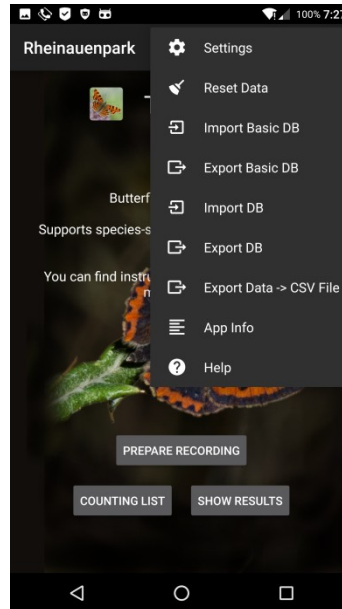 100% 7:27
Rheinauenpark
Settings
Reset Data
Import Basic DB
Export Basic DB
Butterf
Import DB
Supports species-s
Export DB
You can find instru
Export Data -> CSV File
m
App Info
Help
PREPARE RECORDING
COUNTING LIST SHOW RESULTS